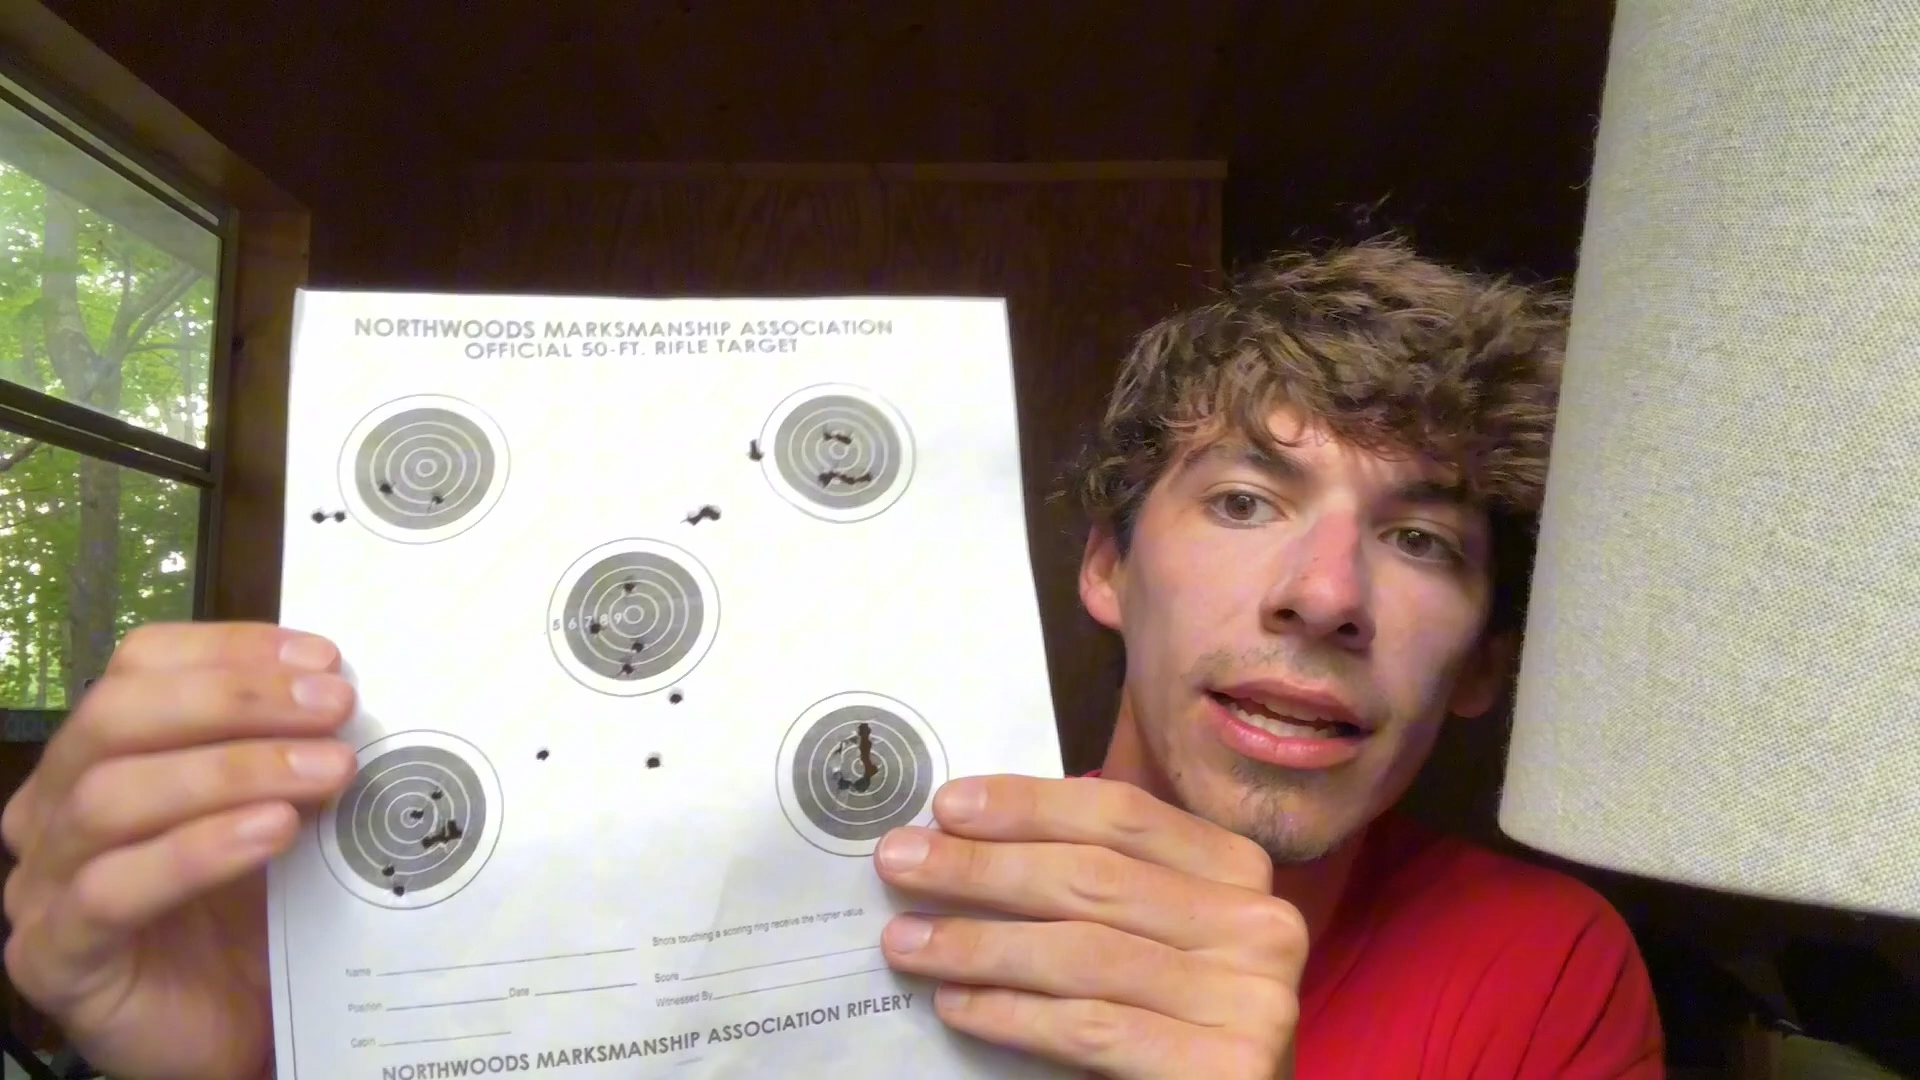 NORTHWOODS MARKSMANSHIP ASSOCIATION
OFFICIAL 50-FT. RIFLE TARGET
5 6 7 8 9
Shots touching a scoring ring receive the higher value.
Name
Score
Position Date
Witnessed By
Cabin
NORTHWOODS MARKSMANSHIP ASSOCIATION RIFLERY